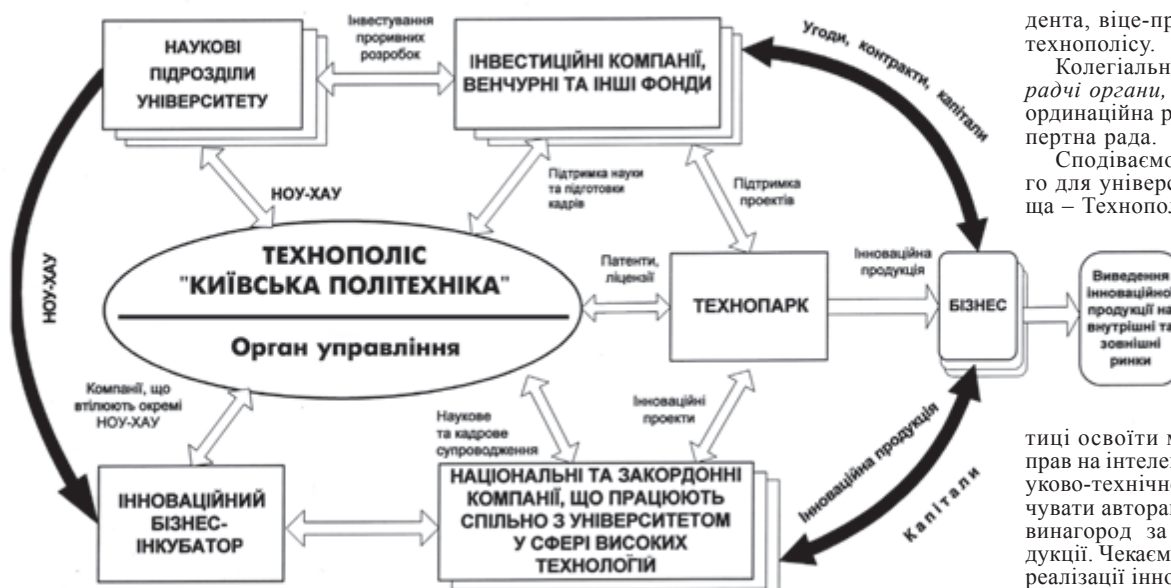 Інвестування
проривних
розробок
НАУКОВІ
ПІДРОЗДІЛИ
УНІВЕРСИТЕТУ
ІНВЕСТИЦІЙНІ КОМПАНІЇ,
ВЕНЧУРНІ ТА ІНШІ ФОНДИ
Угоди, контракти, капітали
НОУ-ХАУ
Підтримка науки
та підготовки
кадрів
Підтримка
проектів
НОУ-ХАУ
ТЕХНОПОЛІС
"КИЇВСЬКА ПОЛІТЕХНІКА"
Орган управління
Патенти,
ліцензії
ТЕХНОПАРК
Інноваційна
продукція
БІЗНЕС
Виведення
інноваційної
продукції на
внутрішні та
зовнішні
ринки
Компанії, що
втілюють окремі
НОУ-ХАУ
Наукове
та кадрове
супроводження
Інноваційні
проекти
Інноваційна продукція
Капітали
ІННОВАЦІЙНИЙ
БІЗНЕС-
ІНКУБАТОР
НАЦІОНАЛЬНІ ТА ЗАКОРДОННІ
КОМПАНІЇ, ЩО ПРАЦЮЮТЬ
СПІЛЬНО З УНІВЕРСИТЕТОМ
У СФЕРІ ВИСОКИХ
ТЕХНОЛОГІЙ
дента, віце-пр
технополісу.
Колегіальн
радчі органи,
ординаційна р
пертна рада.
Сподіваємо
го для універс
ща – Технопол
тиці освоїти м
прав на інтелек
уково-технічно
чувати автора
винагород за
дукції. Чекаєм
реалізації інно